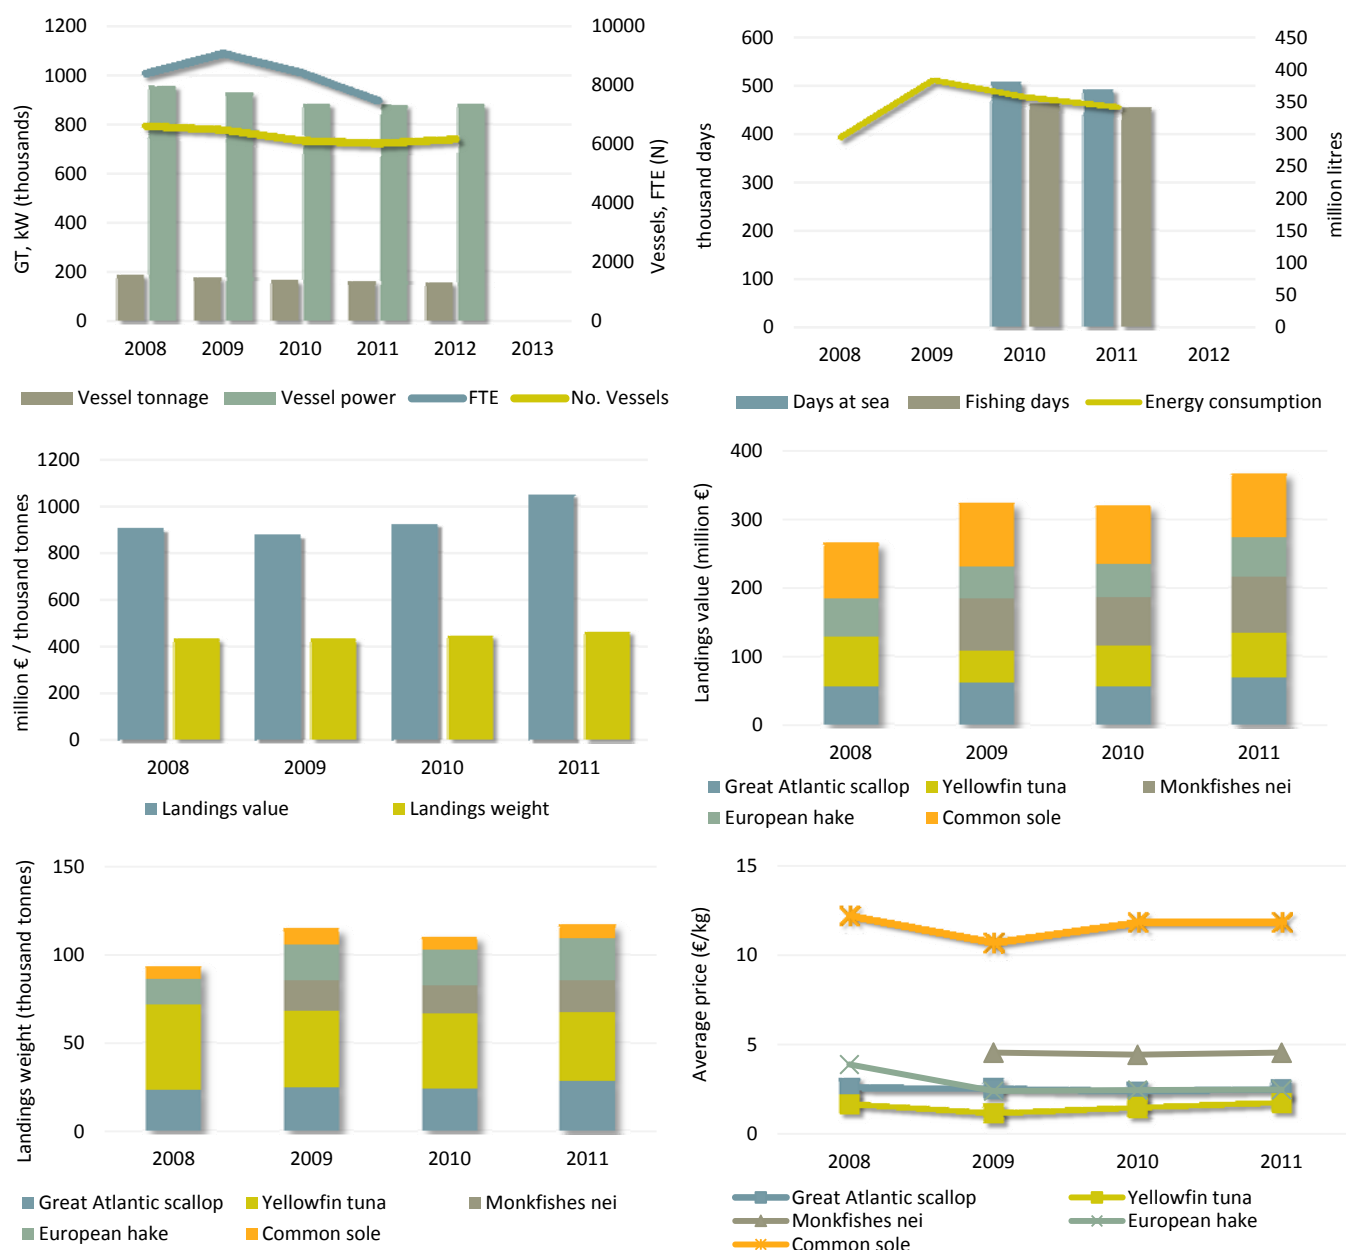 1200
1000
800
600
400
200
0
GT, kW (thousands)
10000
8000
6000
4000
2000
0
Vessels, FTE (N)
2008 2009 2010 2011 2012 2013
Vessel tonnage Vessel power FTE No. Vessels
600
500
400
300
200
100
0
thousand days
450
400
350
300
250
200
150
100
50
0
million litres
2008 2009 2010 2011 2012
Days at sea Fishing days Energy consumption
1200
1000
800
600
400
200
0
million € / thousand tonnes
2008 2009 2010 2011
Landings value Landings weight
400
300
200
100
0
Landings value (million €)
2008 2009 2010 2011
Great Atlantic scallop Yellowfin tuna Monkfishes nei
European hake Common sole
150
100
50
0
Landings weight (thousand tonnes)
2008 2009 2010 2011
Great Atlantic scallop Yellowfin tuna Monkfishes nei
European hake Common sole
15
10
5
0
Average price (€/kg)
2008 2009 2010 2011
Great Atlantic scallop Yellowfin tuna
Monkfishes nei European hake
Common sole